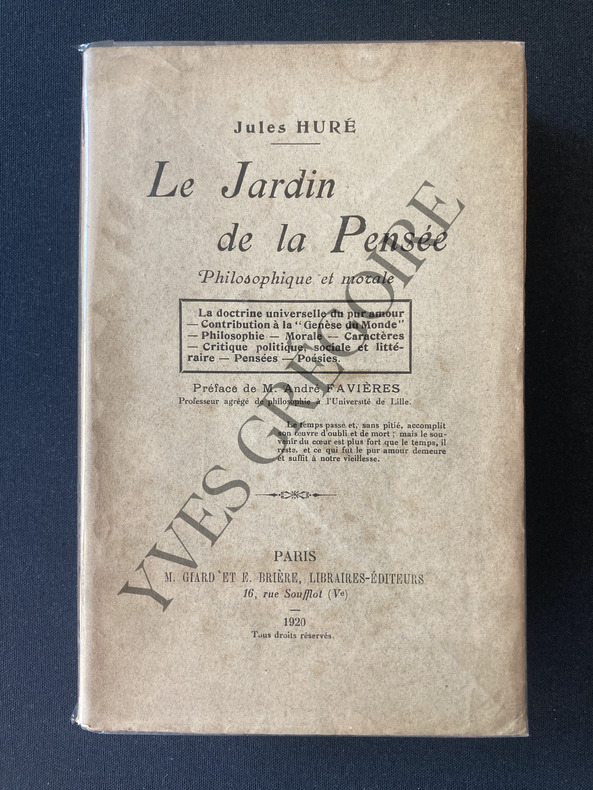 Jules HURÉ
Le Jardin
de la Pensée
Philosophique et morale
La doctrine universelle du pur amour
— Contribution à la "Genèse du Monde"
— Philosophie — Morale — Caractères
— Critique politique, sociale et litté-
raire — Pensées — Poésies.
Préface de M. André FAVIÈRES
Professeur agrégé de philosophie à l'Université de Lille.
Le temps passe et, sans pitié, accomplit
son œuvre d'oubli et de mort ; mais le sou-
venir du cœur est plus fort que le temps, il
reste, et ce qui fut le pur amour demeure
et suffit à notre vieillesse.
PARIS
M. GIARD ET E. BRIÈRE, LIBRAIRES-ÉDITEURS
16, rue Soufflot (Ve)
1920
Tous droits réservés.
YVES GRÉGOIRE